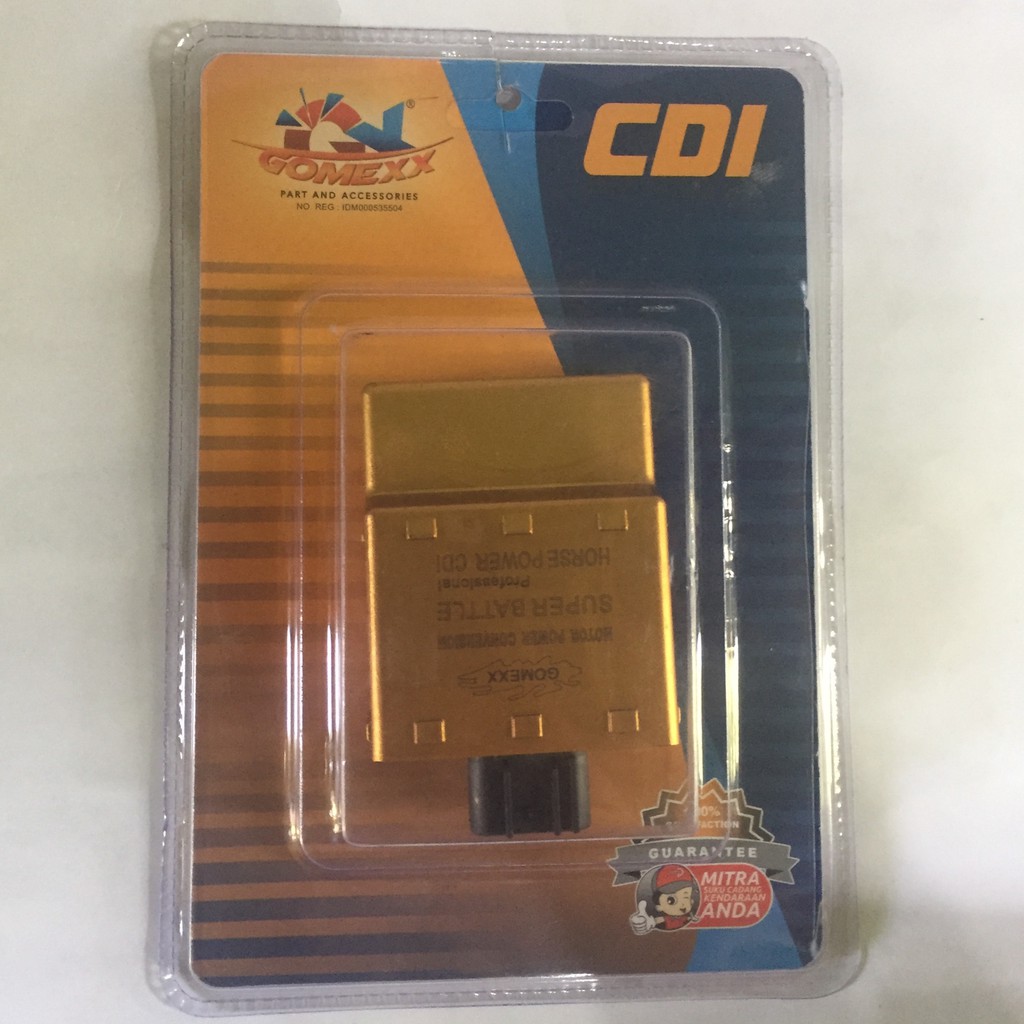 GOMEXX
®
PART AND ACCESSORIES
NO REG : IDM000535504
CDI
GOMEXX
MOTOR POWER CONVERSION
SUPER BATTLE
Profassional
HORSE POWER CDI
GUARANTEE
MITRA
SUKU CADANG
KENDARAAN
ANDA